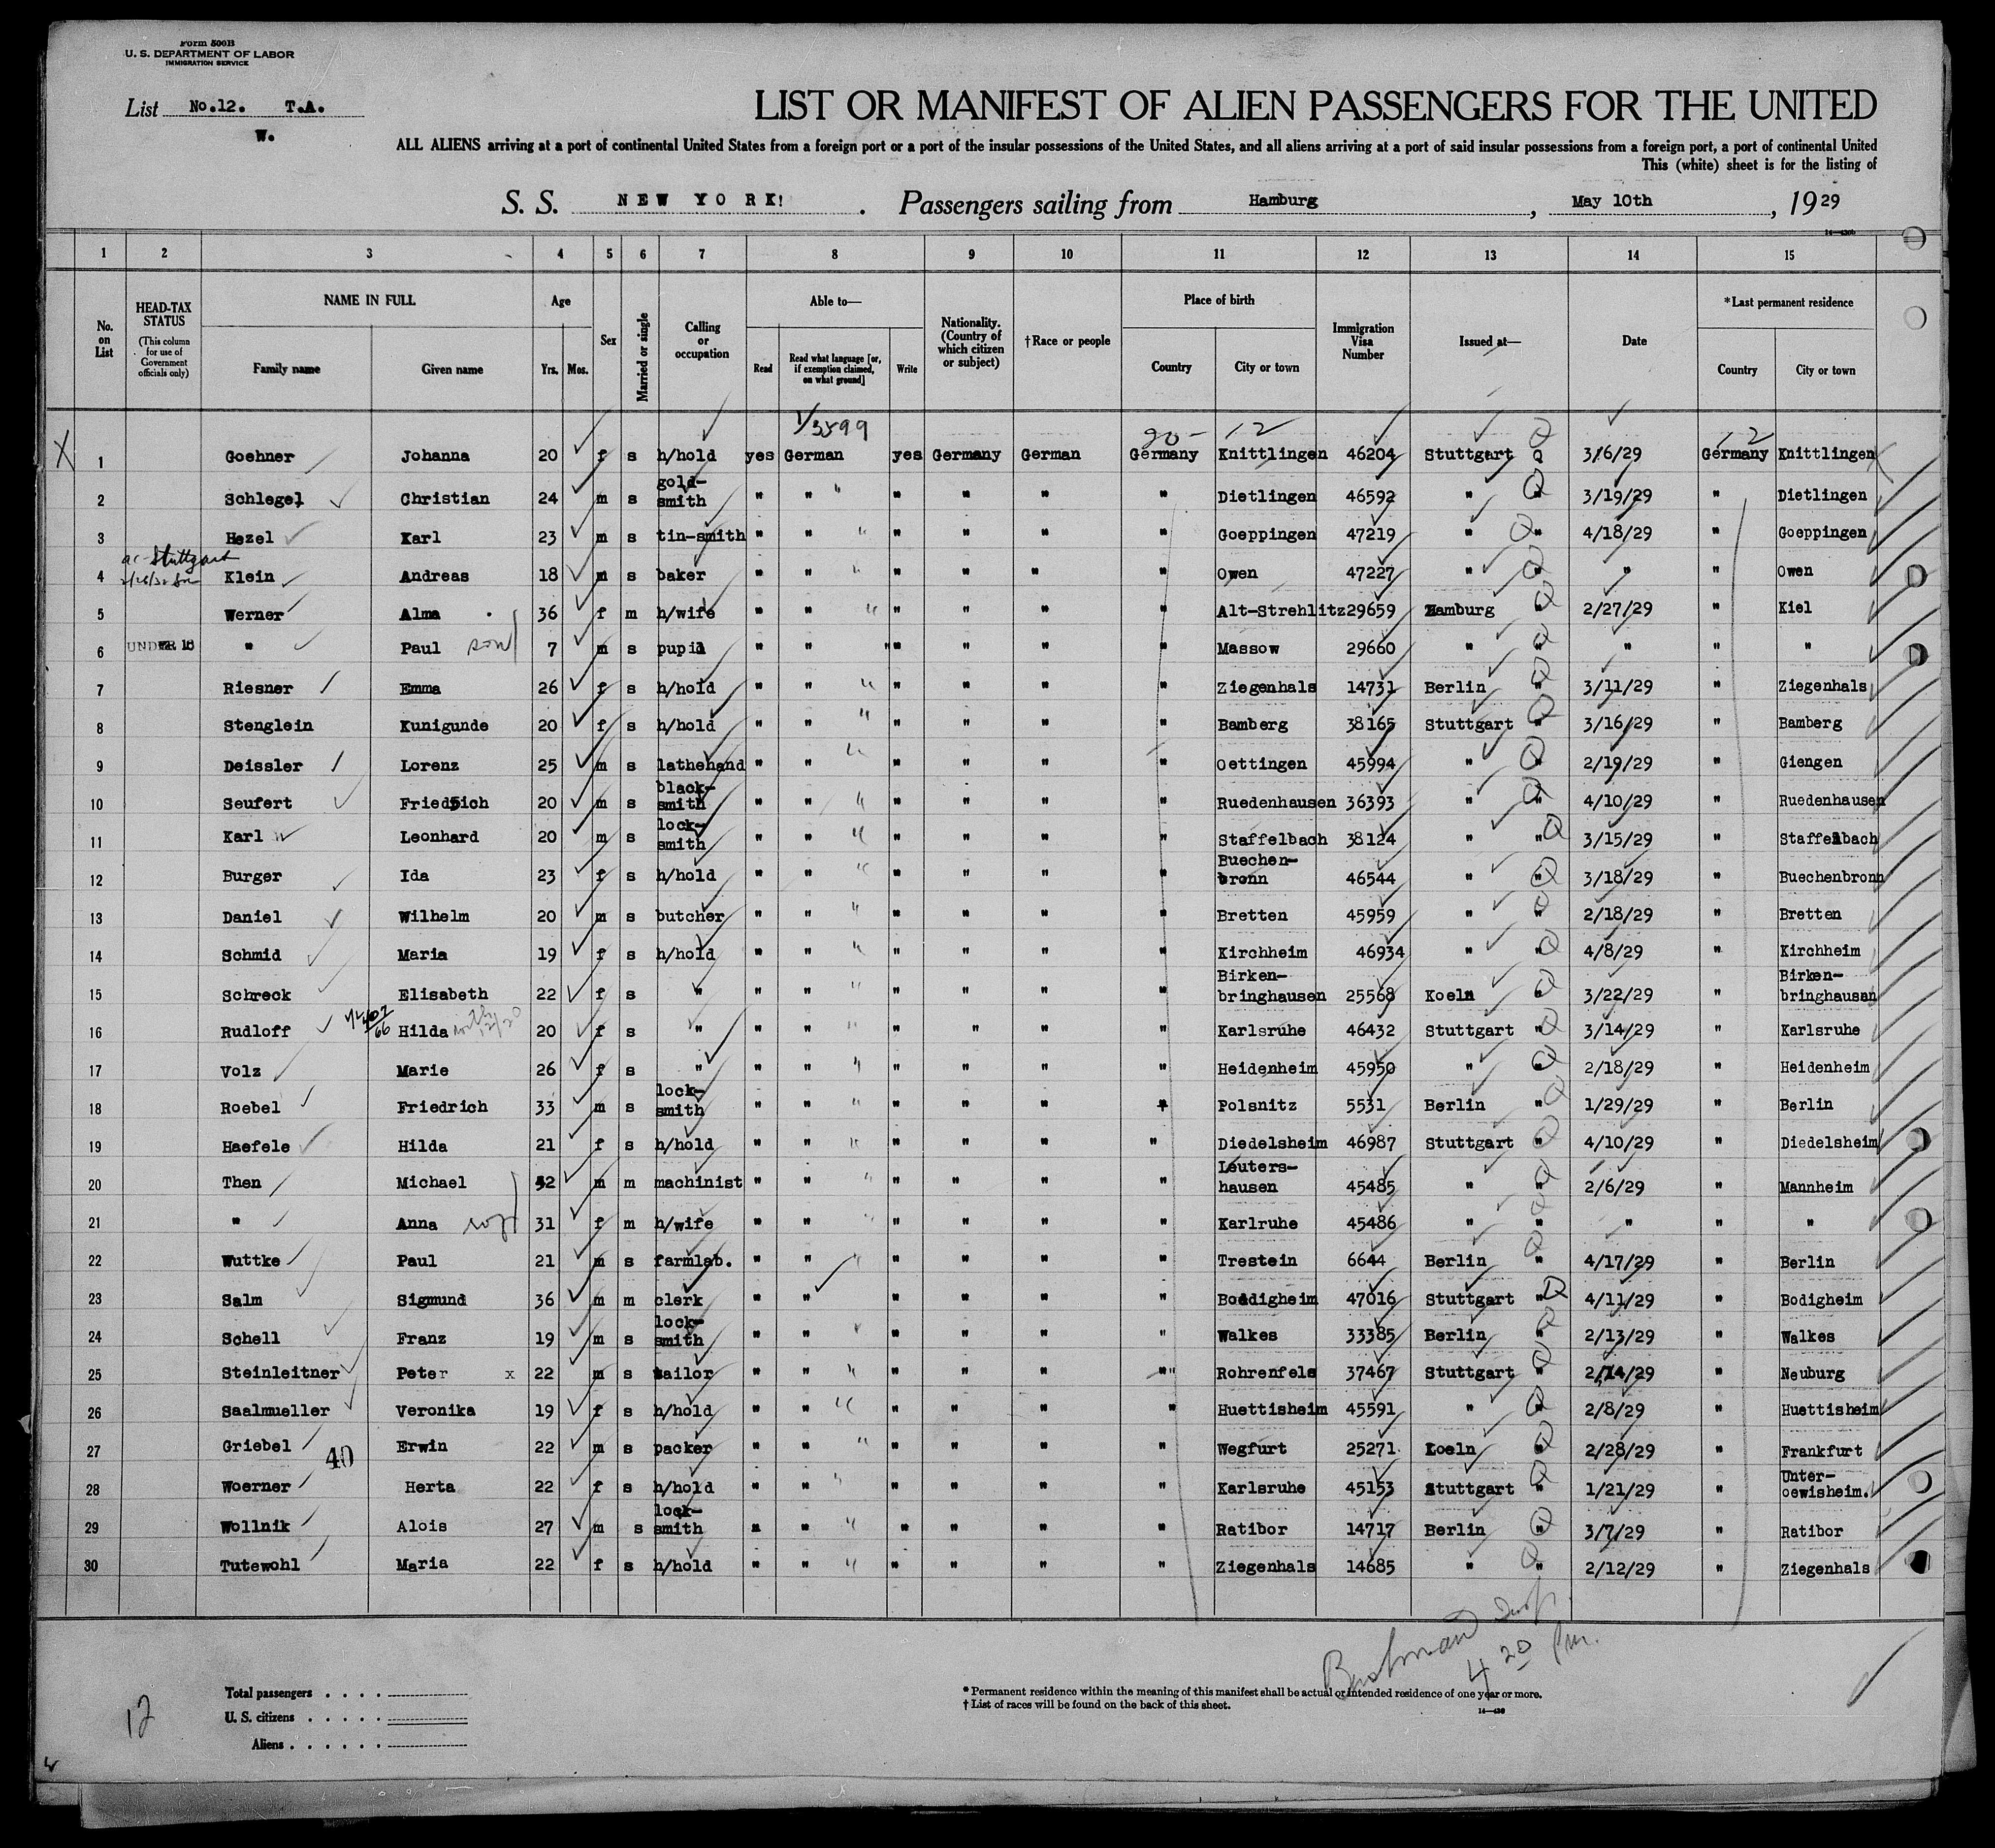 Form 500B
U. S. DEPARTMENT OF LABOR
IMMIGRATION SERVICE
List No.12. T.A.
W.
LIST OR MANIFEST OF ALIEN PASSENGERS FOR THE UNITED
ALL ALIENS arriving at a port of continental United States from a foreign port or a port of the insular possessions of the United States, and all aliens arriving at a port of said insular possessions from a foreign port, a port of continental United
This (white) sheet is for the listing of
S. S. NEW YORK! . Passengers sailing from Hamburg , May 10th , 1929
1 2 3 4 5 6 7 8 9 10 11 12 13 14 15
No. on List
HEAD-TAX STATUS (This column for use of Government officials only)
NAME IN FULL
Family name Given name
Age
Yrs. Mos.
Sex
Married or single
Calling or occupation
Able to—
Read Read what language [or, if exemption claimed, on what ground] Write
Nationality. (Country of which citizen or subject)
† Race or people
Place of birth
Country City or town
Immigration Visa Number
Issued at—
Date
*Last permanent residence
Country City or town
1/3599 90- 12 12
X 1 Goehner Johanna 20 f s h/hold yes German yes Germany German Germany Knittlingen 46204 Stuttgart 3/6/29 Germany Knittlingen
2 Schlegel Christian 24 m s gold-smith " " " " " " " Dietlingen 46592 " " 3/19/29 " Dietlingen
3 Hezel Karl 23 m s tin-smith " " " " " " " Goeppingen 47219 " " 4/18/29 " Goeppingen
Stuttgart
4 Klein Andreas 18 m s baker " " " " " " " Owen 47227 " " " " Owen
5 Werner Alma 36 f m h/wife " " " " " " " Alt-Strehlitz 29659 Hamburg " 2/27/29 " Kiel
6 UNDER 16 " Paul son 7 m s pupil " " " " " " " Massow 29660 " " " " "
7 Riesner Emma 26 f s h/hold " " " " " " " Ziegenhals 14731 Berlin " 3/11/29 " Ziegenhals
8 Stenglein Kunigunde 20 f s h/hold " " " " " " " Bamberg 38165 Stuttgart " 3/16/29 " Bamberg
9 Deissler Lorenz 25 m s lathehand " " " " " " " Oettingen 45994 " " 2/19/29 " Giengen
10 Seufert Friedrich 20 m s black-smith " " " " " " " Ruedenhausen 36393 " " 4/10/29 " Ruedenhausen
11 Karl Leonhard 20 m s lock-smith " " " " " " " Staffelbach 38124 " " 3/15/29 " Staffelbach
12 Burger Ida 23 f s h/hold " " " " " " " Buechen-bronn 46544 " " 3/18/29 " Buechenbronn
13 Daniel Wilhelm 20 m s butcher " " " " " " " Bretten 45959 " " 2/18/29 " Bretten
14 Schmid Maria 19 f s h/hold " " " " " " " Kirchheim 46934 " " 4/8/29 " Kirchheim
15 Schreck Elisabeth 22 f s " " " " " " " " Birken-bringhausen 25568 Koeln " 3/22/29 " Birken-bringhausen
16 Rudloff Hilda 20 f s " " " " " " " " Karlsruhe 46432 Stuttgart " 3/14/29 " Karlsruhe
17 Volz Marie 26 f s " " " " " " " " Heidenheim 45950 " " 2/18/29 " Heidenheim
18 Roebel Friedrich 33 m s lock-smith " " " " " " " Polsnitz 5531 Berlin " 1/29/29 " Berlin
19 Haefele Hilda 21 f s h/hold " " " " " " " Diedelsheim 46987 Stuttgart " 4/10/29 " Diedelsheim
20 Then Michael 42 m m machinist " " " " " " " Leuters-hausen 45485 " " 2/6/29 " Mannheim
21 " Anna 31 f m h/wife " " " " " " " Karlruhe 45486 " " " " "
22 Wuttke Paul 21 m s farmlab. " " " " " " " Trestein 6644 Berlin " 4/17/29 " Berlin
23 Salm Sigmund 36 m m clerk " " " " " " Boedigheim 47016 Stuttgart " 4/11/29 " Bodigheim
24 Schell Franz 19 m s lock-smith " " " " " " " Walkes 33385 Berlin " 2/13/29 " Walkes
25 Steinleitner Peter x 22 m s tailor " " " " " " " Rohrenfels 37467 Stuttgart " 2/14/29 " Neuburg
26 Saalmueller Veronika 19 f s h/hold " " " " " " " Huettisheim 45591 " " 2/8/29 " Huettisheim
27 Griebel Erwin 22 m s packer " " " " " " " Wegfurt 25271 Koeln " 2/28/29 " Frankfurt
40
28 Woerner Herta 22 f s h/hold " " " " " " " Karlsruhe 45153 Stuttgart " 1/21/29 " Unter-oewisheim.
29 Wollnik Alois 27 m s lock-smith " " " " " " " Ratibor 14717 Berlin " 3/7/29 " Ratibor
30 Tutewohl Maria 22 f s h/hold " " " " " " " Ziegenhals 14685 " " 2/12/29 " Ziegenhals
4 20 Pm.
12
Total passengers . . . .
U. S. citizens . . . . .
Aliens . . . . . .
* Permanent residence within the meaning of this manifest shall be actual or intended residence of one year or more.
† List of races will be found on the back of this sheet.